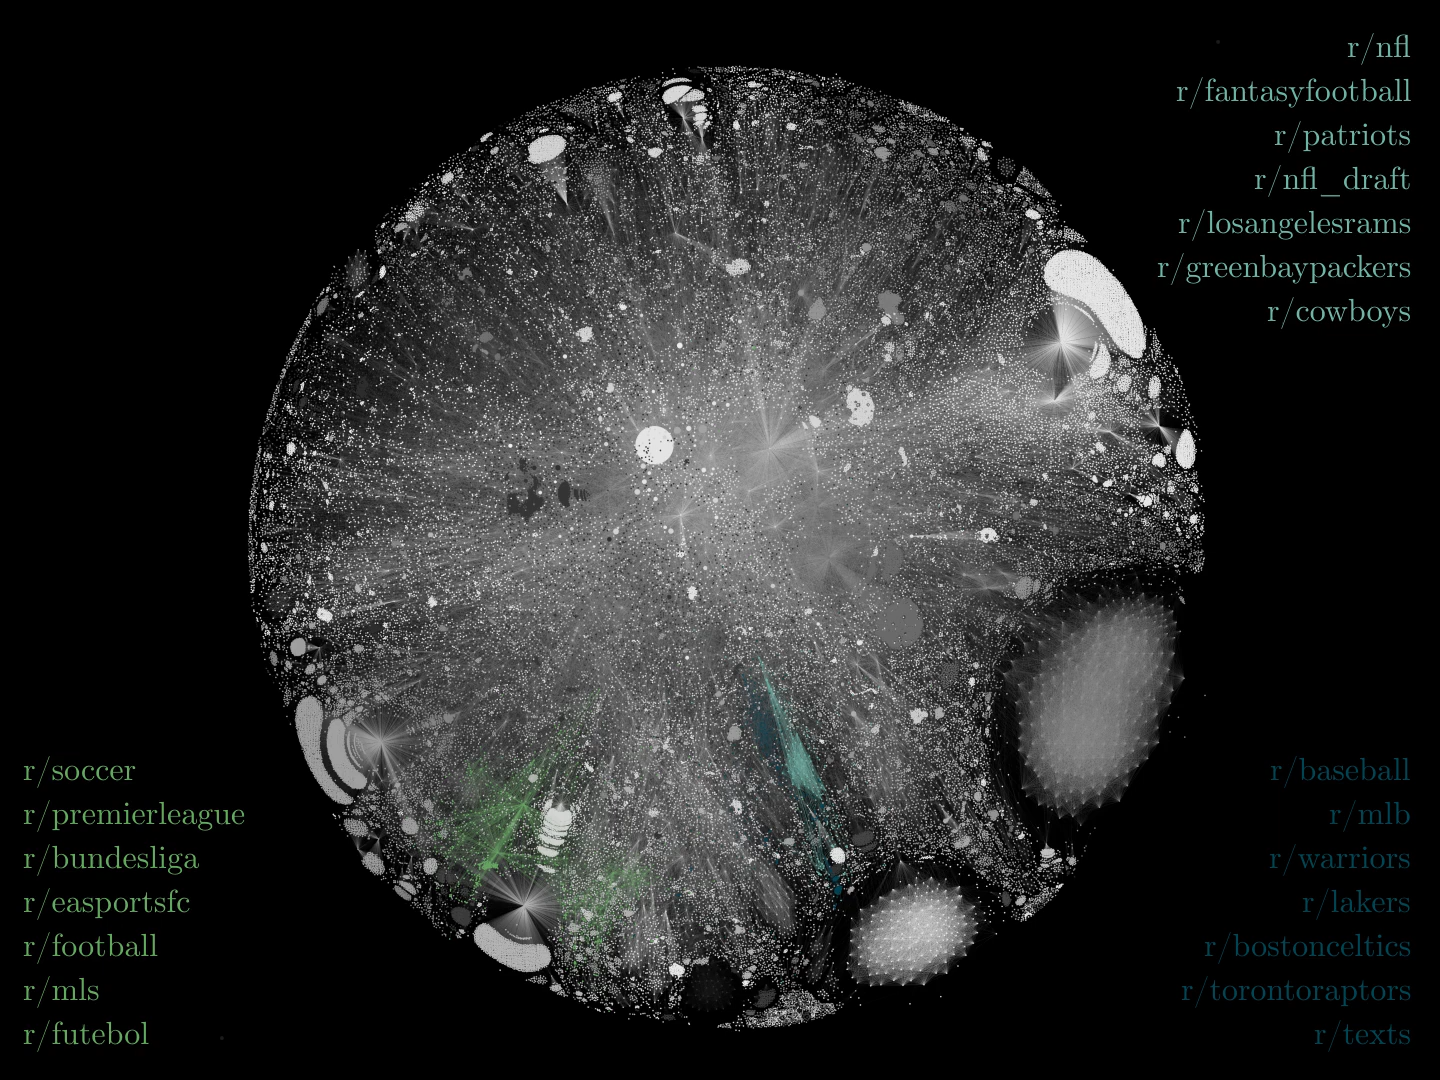 r/nfl
r/fantasyfootball
r/patriots
r/nfl_draft
r/losangelesrams
r/greenbaypackers
r/cowboys
r/soccer
r/premierleague
r/bundesliga
r/easportsfc
r/football
r/mls
r/futebol
r/baseball
r/mlb
r/warriors
r/lakers
r/bostonceltics
r/torontoraptors
r/texts